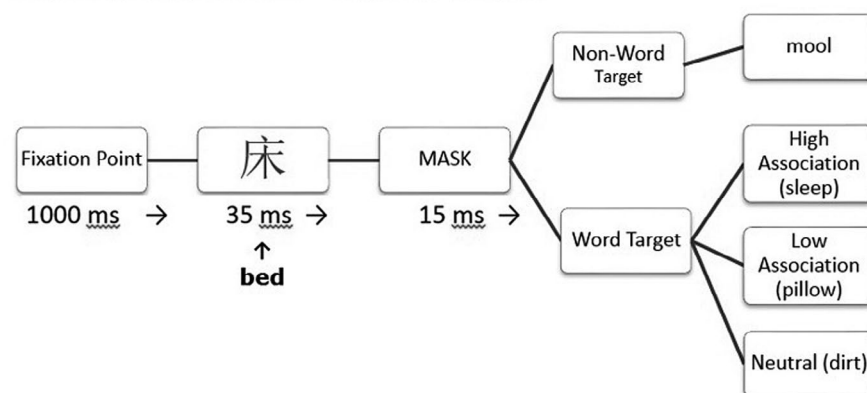 Fixation Point
1000 ms →
床
35 ms →
↑
bed
MASK
15 ms →
Non-Word
Target
mool
Word Target
High
Association
(sleep)
Low
Association
(pillow)
Neutral (dirt)